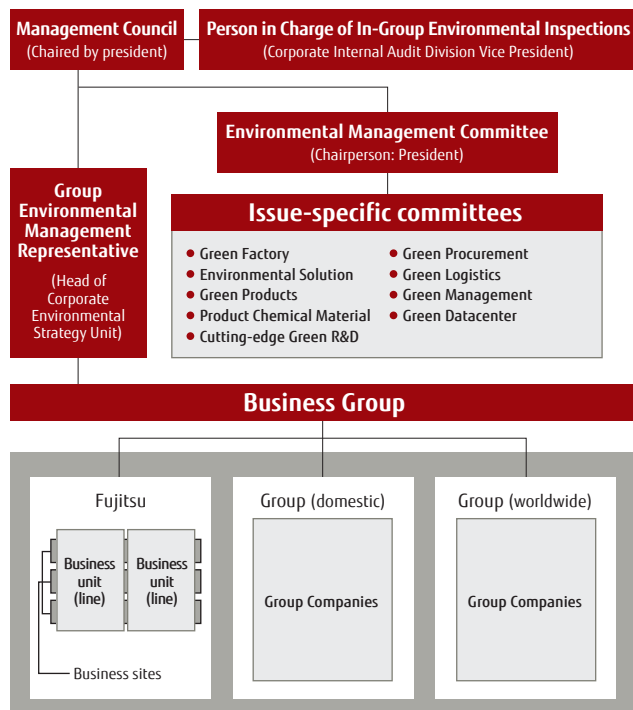 Management Council
(Chaired by president)
Person in Charge of In-Group Environmental Inspections
(Corporate Internal Audit Division Vice President)
Environmental Management Committee
(Chairperson: President)
Group
Environmental
Management
Representative
(Head of
Corporate
Environmental
Strategy Unit)
Issue-specific committees
● Green Factory
● Environmental Solution
● Green Products
● Product Chemical Material
● Cutting-edge Green R&D
● Green Procurement
● Green Logistics
● Green Management
● Green Datacenter
Business Group
Fujitsu
Business
unit
(line)
Business
unit
(line)
Business sites
Group (domestic)
Group Companies
Group (worldwide)
Group Companies